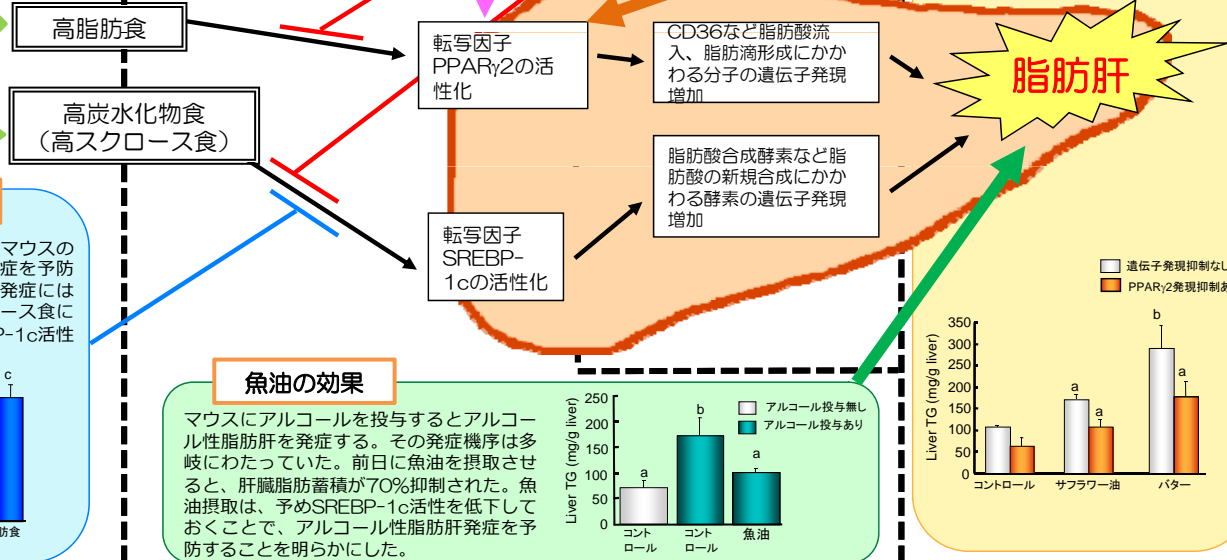 高脂肪食
高炭水化物食
（高スクロース食）
転写因子
PPARγ2の活
性化
CD36など脂肪酸流
入、脂肪滴形成にかか
わる分子の遺伝子発現
増加
脂肪肝
脂肪酸合成酵素など脂
肪酸の新規合成にかか
わる酵素の遺伝子発現
増加
転写因子
SREBP-
1cの活性化
マウスの
症を予防
発症には
ース食に
P-1c活性
c
防食
魚油の効果
マウスにアルコールを投与するとアルコー
ル性脂肪肝を発症する。その発症機序は多
岐にわたっていた。前日に魚油を摂取させ
ると、肝臓脂肪蓄積が70%抑制された。魚
油摂取は、予めSREBP-1c活性を低下して
おくことで、アルコール性脂肪肝発症を予
防することを明らかにした。
Liver TG (mg/g liver)
250
200
150
100
50
0
a
b
a
アルコール投与無し
アルコール投与あり
コント
ロール
コント
ロール
魚油
遺伝子発現抑制なし
PPARγ2発現抑制あ
Liver TG (mg/g liver)
350
300
250
200
150
100
50
0
a
a
b
a
コントロール
サフラワー油
バター